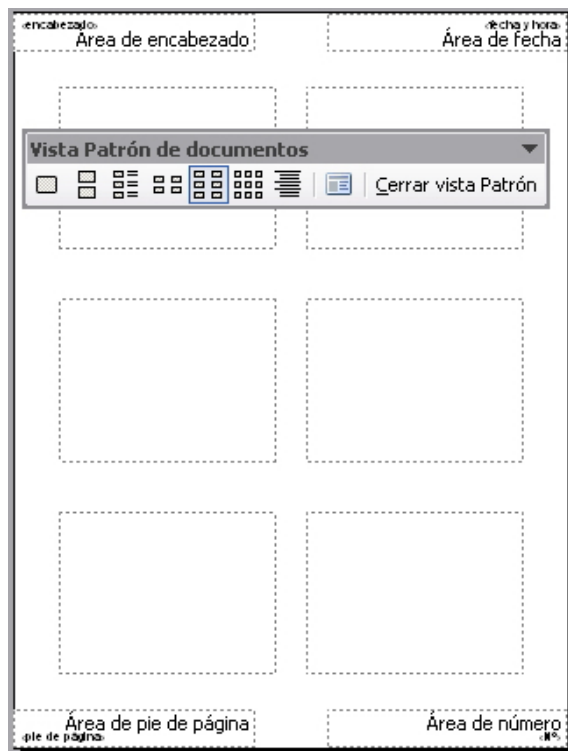 ‹encabezado›
‹fecha y hora›
Área de encabezado
Área de fecha
Vista Patrón de documentos
Cerrar vista Patrón
Área de pie de página
Área de número
‹pie de página›
‹Nº›